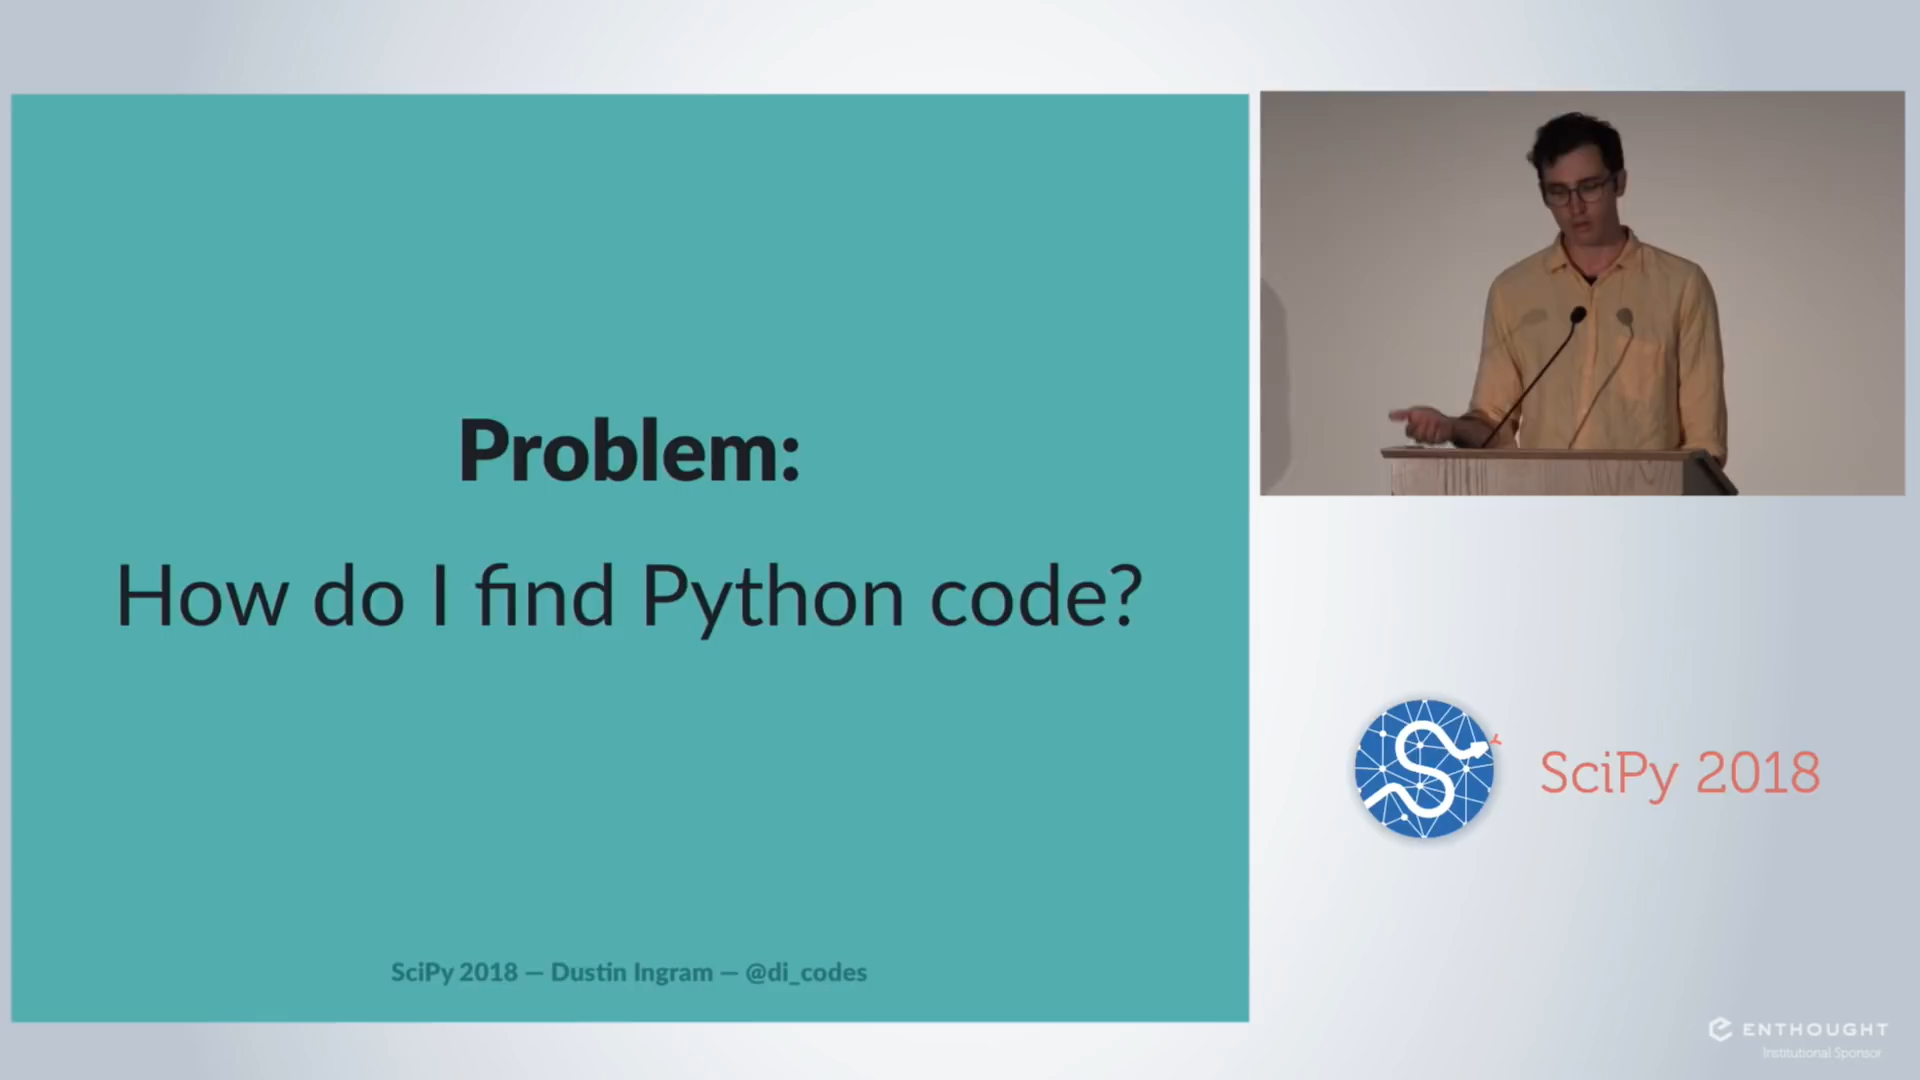 Problem:
How do I find Python code?
SciPy 2018 — Dustin Ingram — @di_codes
SciPy 2018
ENTHOUGHT
Institutional Sponsor